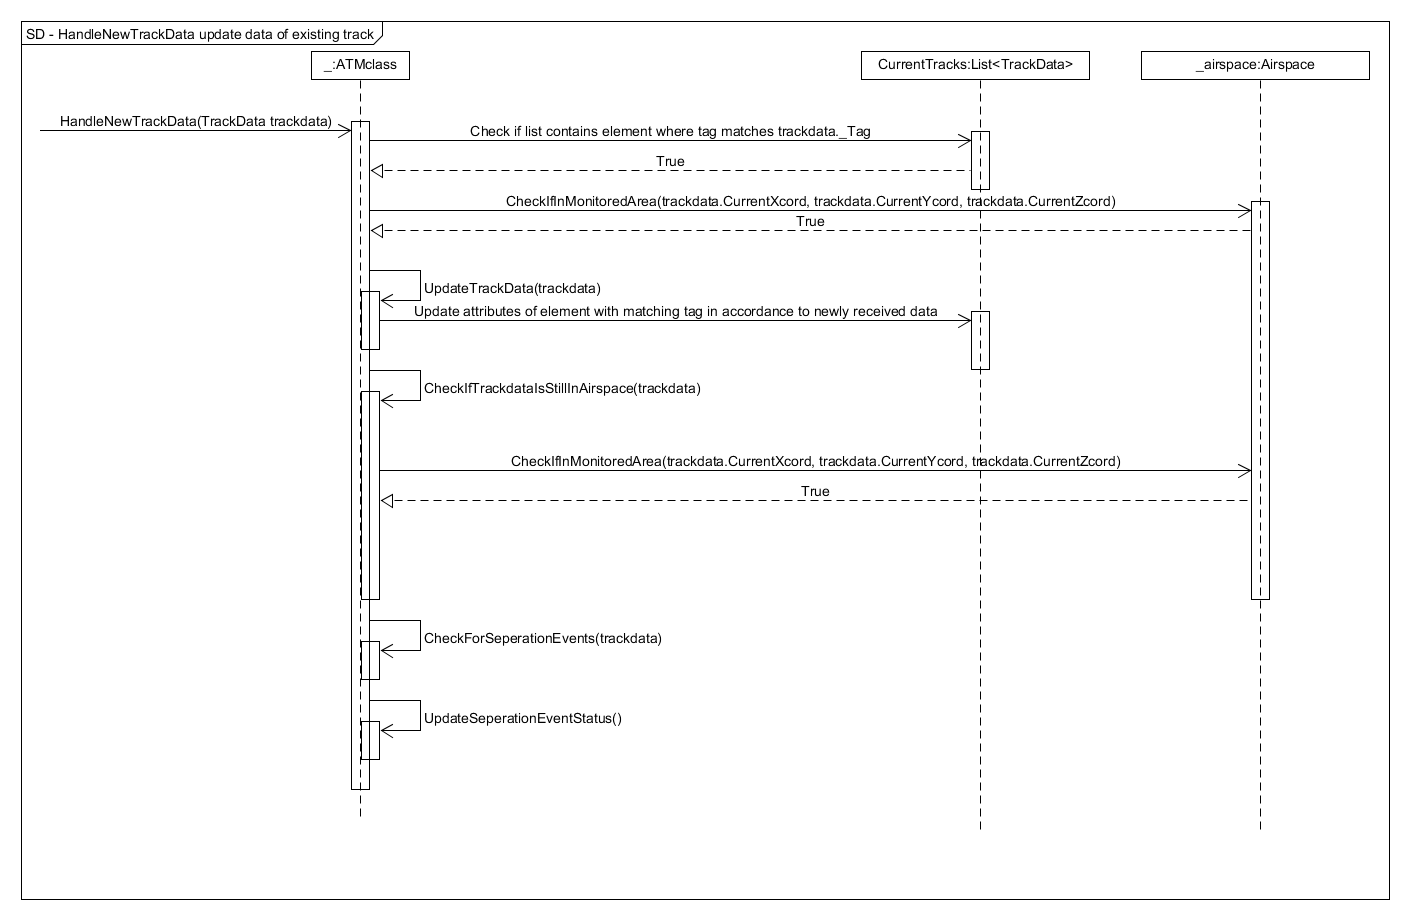 SD - HandleNewTrackData update data of existing track
_:ATMclass
CurrentTracks:List<TrackData>
_airspace:Airspace
HandleNewTrackData(TrackData trackdata)
Check if list contains element where tag matches trackdata._Tag
True
CheckIfInMonitoredArea(trackdata.CurrentXcord, trackdata.CurrentYcord, trackdata.CurrentZcord)
True
UpdateTrackData(trackdata)
Update attributes of element with matching tag in accordance to newly received data
CheckIfTrackdataIsStillInAirspace(trackdata)
CheckIfInMonitoredArea(trackdata.CurrentXcord, trackdata.CurrentYcord, trackdata.CurrentZcord)
True
CheckForSeperationEvents(trackdata)
UpdateSeperationEventStatus()